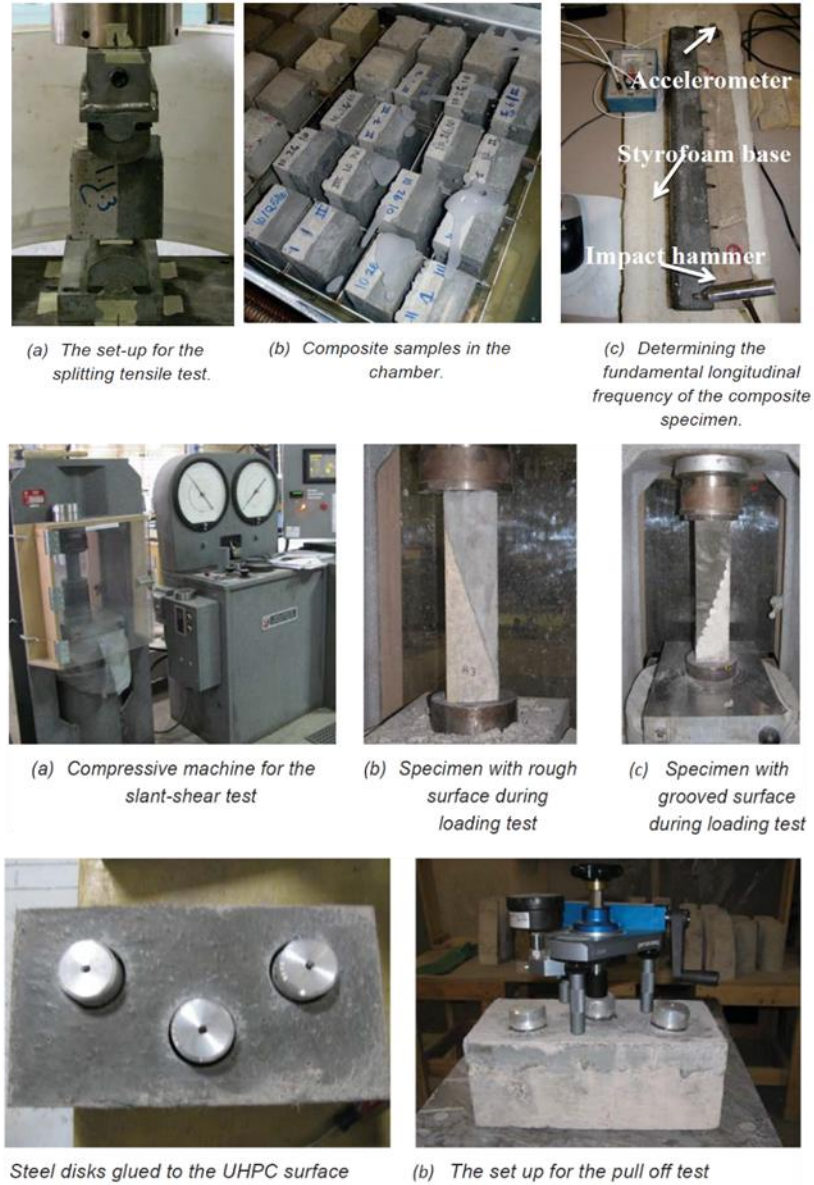 Accelerometer
Styrofoam base
Impact hammer
(a) The set-up for the
splitting tensile test.
(b) Composite samples in the
chamber.
(c) Determining the
fundamental longitudinal
frequency of the composite
specimen.
(a) Compressive machine for the
slant-shear test
(b) Specimen with rough
surface during
loading test
(c) Specimen with
grooved surface
during loading test
Steel disks glued to the UHPC surface
(b) The set up for the pull off test